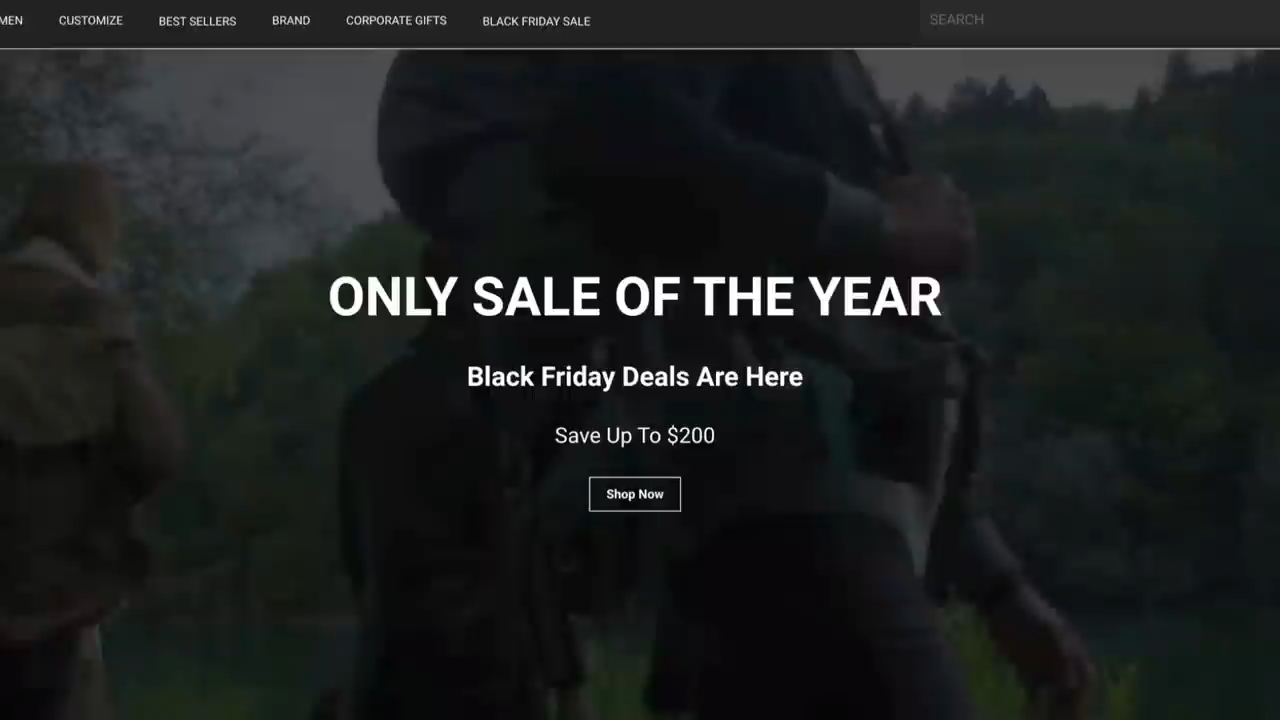 MEN CUSTOMIZE BEST SELLERS BRAND CORPORATE GIFTS BLACK FRIDAY SALE SEARCH
ONLY SALE OF THE YEAR
Black Friday Deals Are Here
Save Up To $200
Shop Now